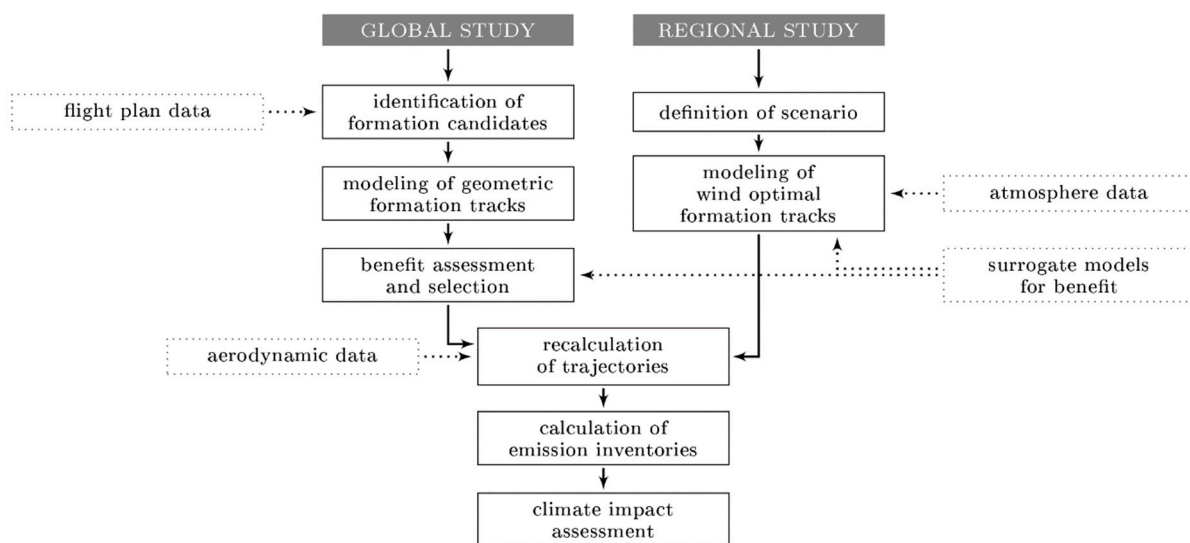 GLOBAL STUDY
REGIONAL STUDY
flight plan data
identification of
formation candidates
definition of scenario
modeling of geometric
formation tracks
modeling of
wind optimal
formation tracks
atmosphere data
benefit assessment
and selection
surrogate models
for benefit
aerodynamic data
recalculation
of trajectories
calculation of
emission inventories
climate impact
assessment